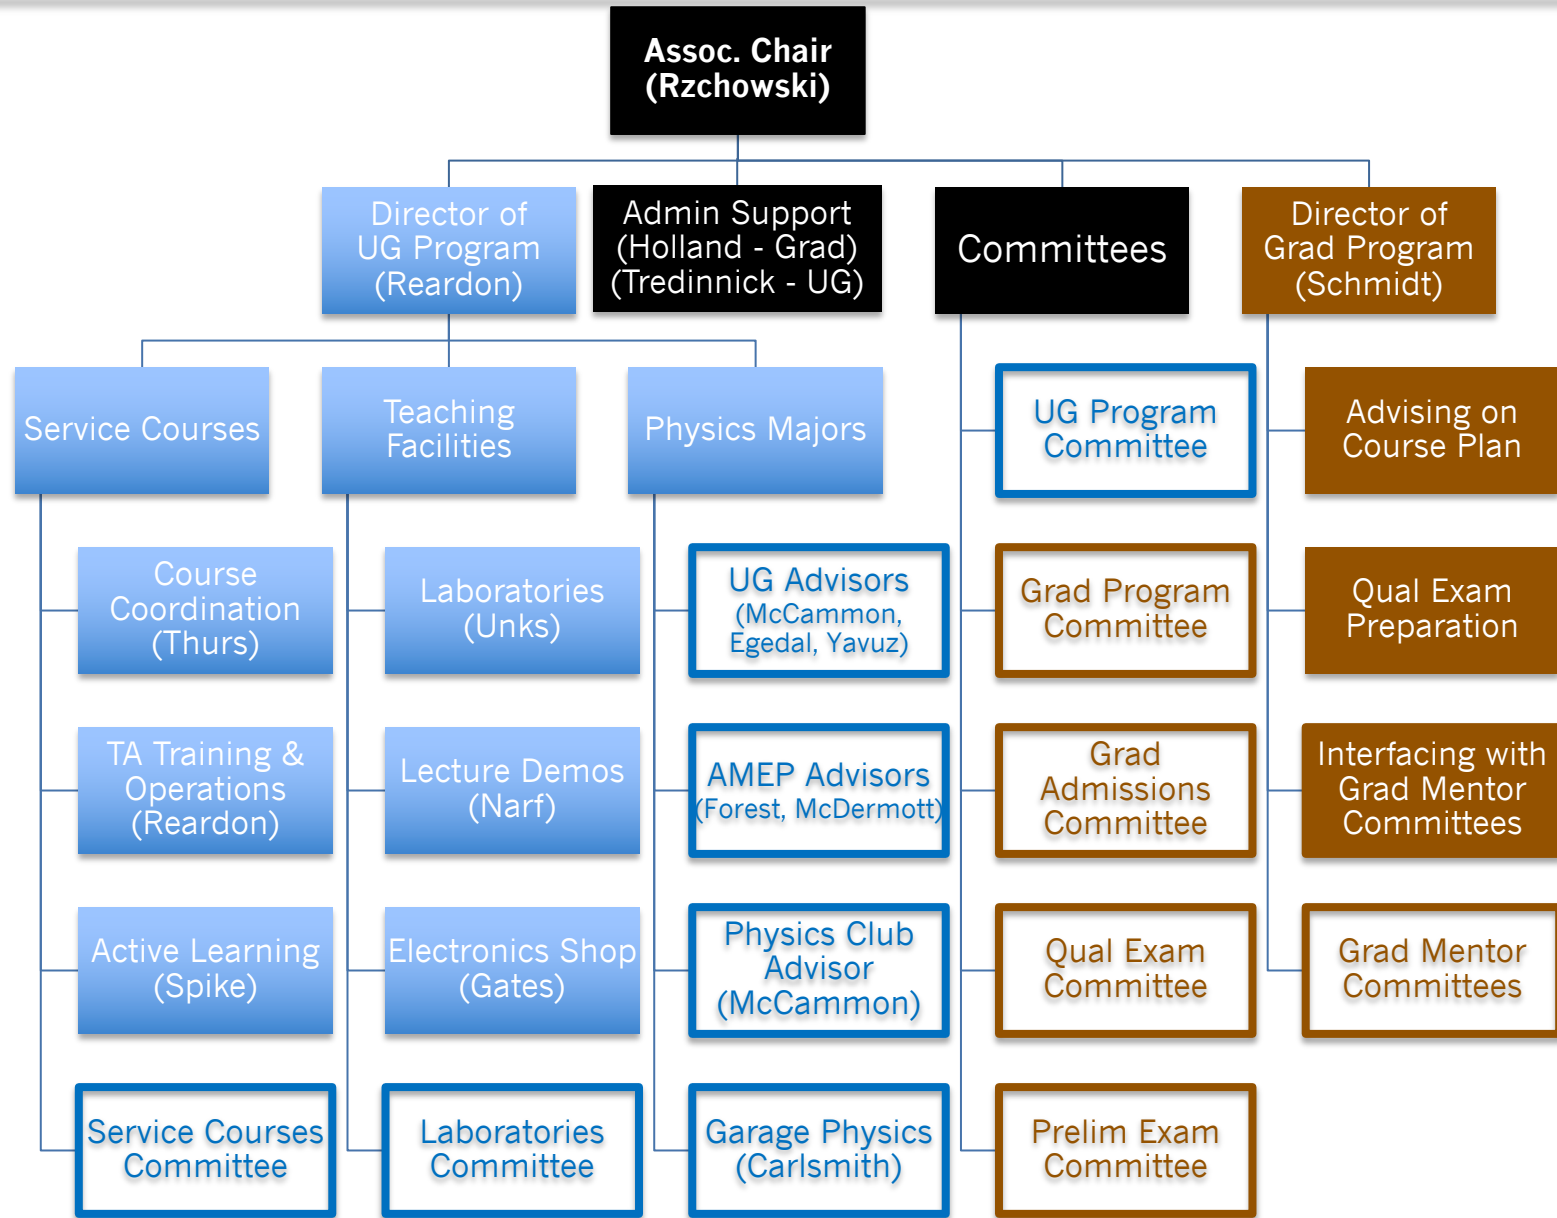 Assoc. Chair
(Rzchowski)
Director of
UG Program
(Reardon)
Admin Support
(Holland - Grad)
(Tredinnick - UG)
Committees
Director of
Grad Program
(Schmidt)
Service Courses
Teaching
Facilities
Physics Majors
UG Program
Committee
Advising on
Course Plan
Course
Coordination
(Thurs)
Laboratories
(Unks)
UG Advisors
(McCammon,
Egedal, Yavuz)
Grad Program
Committee
Qual Exam
Preparation
TA Training &
Operations
(Reardon)
Lecture Demos
(Narf)
AMEP Advisors
(Forest, McDermott)
Grad
Admissions
Committee
Interfacing with
Grad Mentor
Committees
Active Learning
(Spike)
Electronics Shop
(Gates)
Physics Club
Advisor
(McCammon)
Qual Exam
Committee
Grad Mentor
Committees
Service Courses
Committee
Laboratories
Committee
Garage Physics
(Carlsmith)
Prelim Exam
Committee